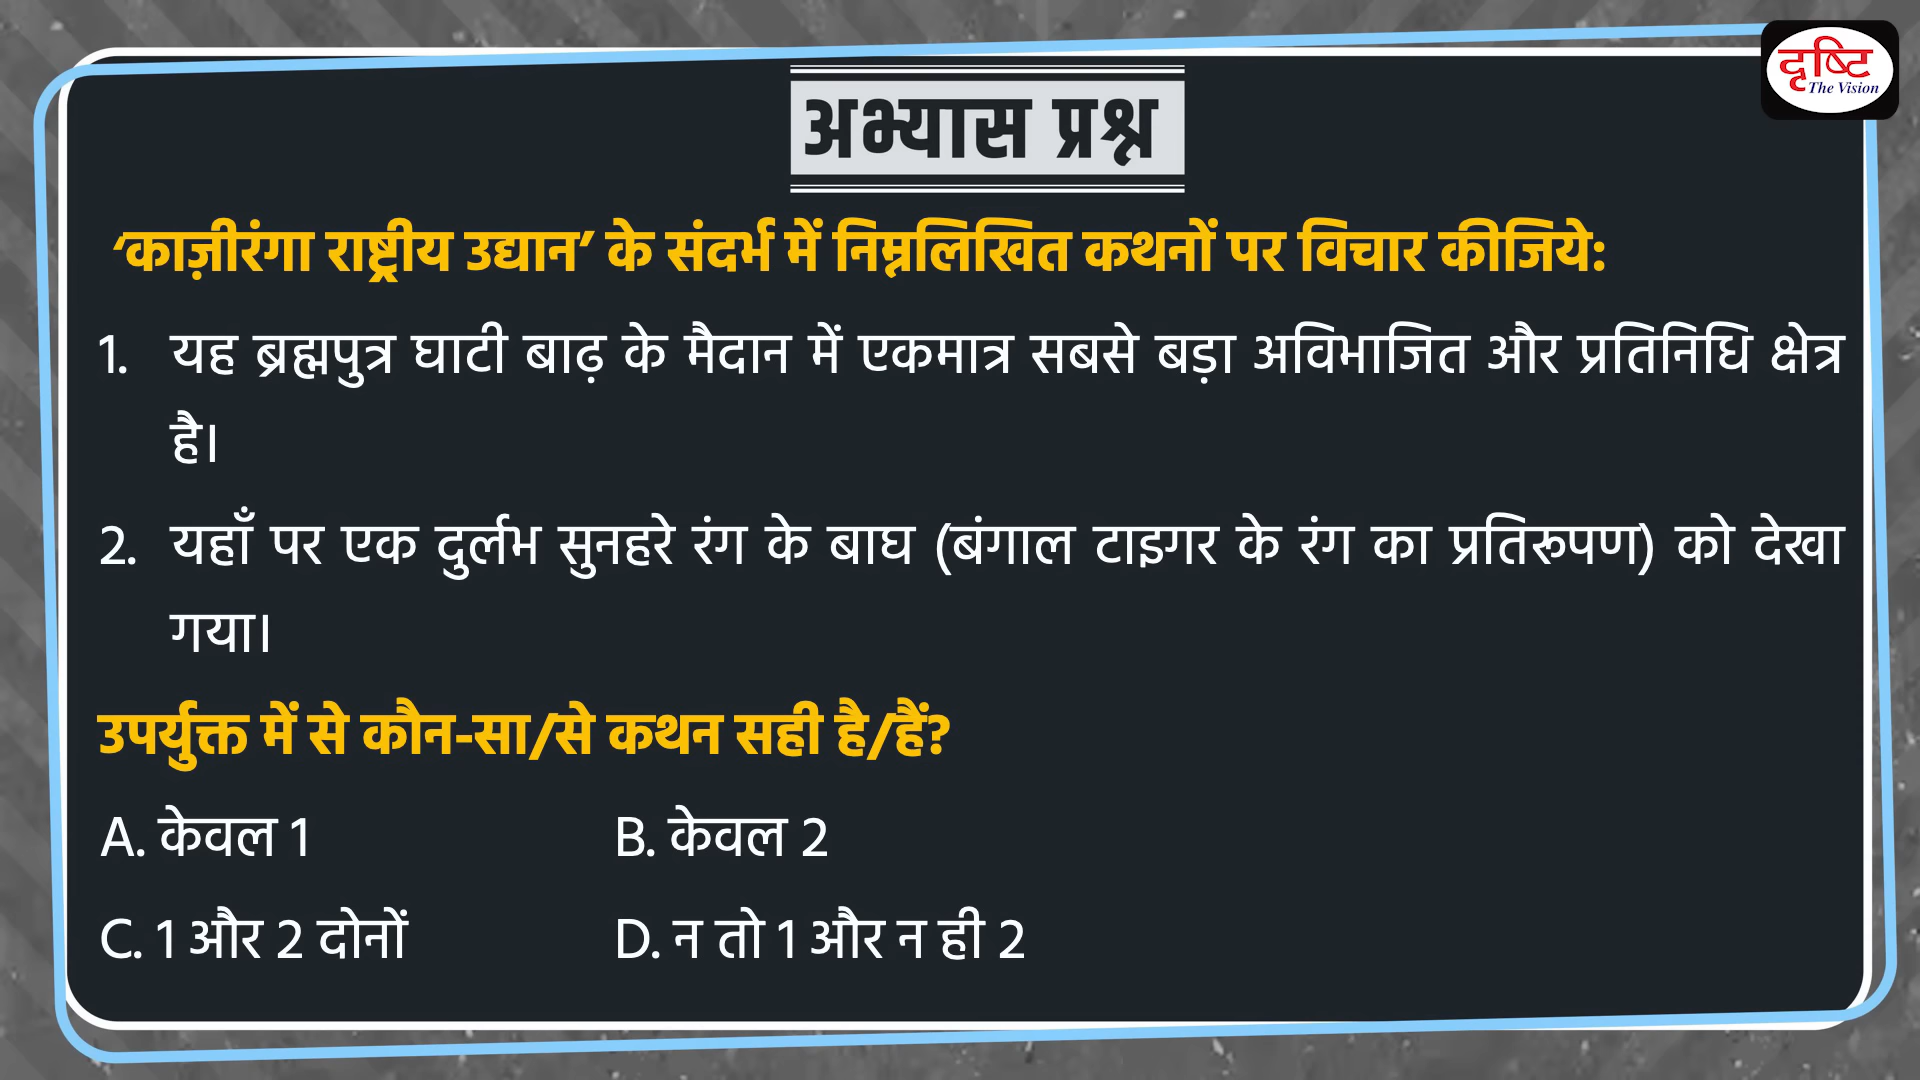 दृष्टि
The Vision
अभ्यास प्रश्न
‘काज़ीरंगा राष्ट्रीय उद्यान’ के संदर्भ में निम्नलिखित कथनों पर विचार कीजिये:
1. यह ब्रह्मपुत्र घाटी बाढ़ के मैदान में एकमात्र सबसे बड़ा अविभाजित और प्रतिनिधि क्षेत्र
है।
2. यहाँ पर एक दुर्लभ सुनहरे रंग के बाघ (बंगाल टाइगर के रंग का प्रतिरूपण) को देखा
गया।
उपर्युक्त में से कौन-सा/से कथन सही है/हैं?
A. केवल 1 B. केवल 2
C. 1 और 2 दोनों D. न तो 1 और न ही 2